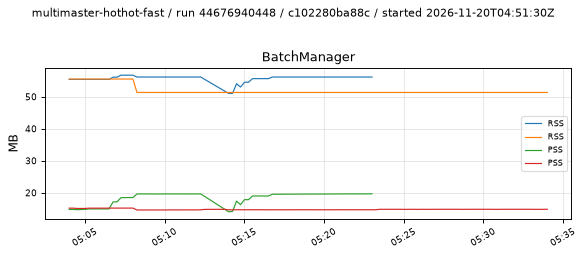 multimaster-hothot-fast / run 44676940448 / c102280ba88c / started 2026-11-20T04:51:30Z
BatchManager
MB
50
40
30
20
RSS
RSS
PSS
PSS
05:05
05:10
05:15
05:20
05:25
05:30
05:35